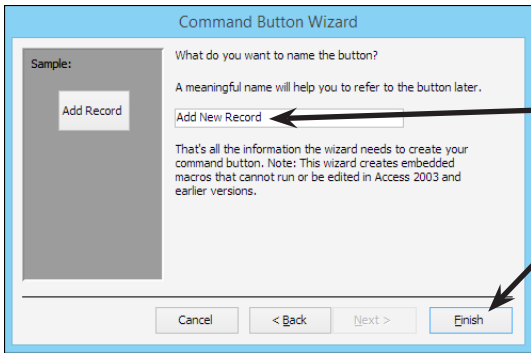 Command Button Wizard
Sample:
Add Record
What do you want to name the button?
A meaningful name will help you to refer to the button later.
Add New Record
That's all the information the wizard needs to create your
command button. Note: This wizard creates embedded
macros that cannot run or be edited in Access 2003 and
earlier versions.
Cancel
< Back
Next >
Finish